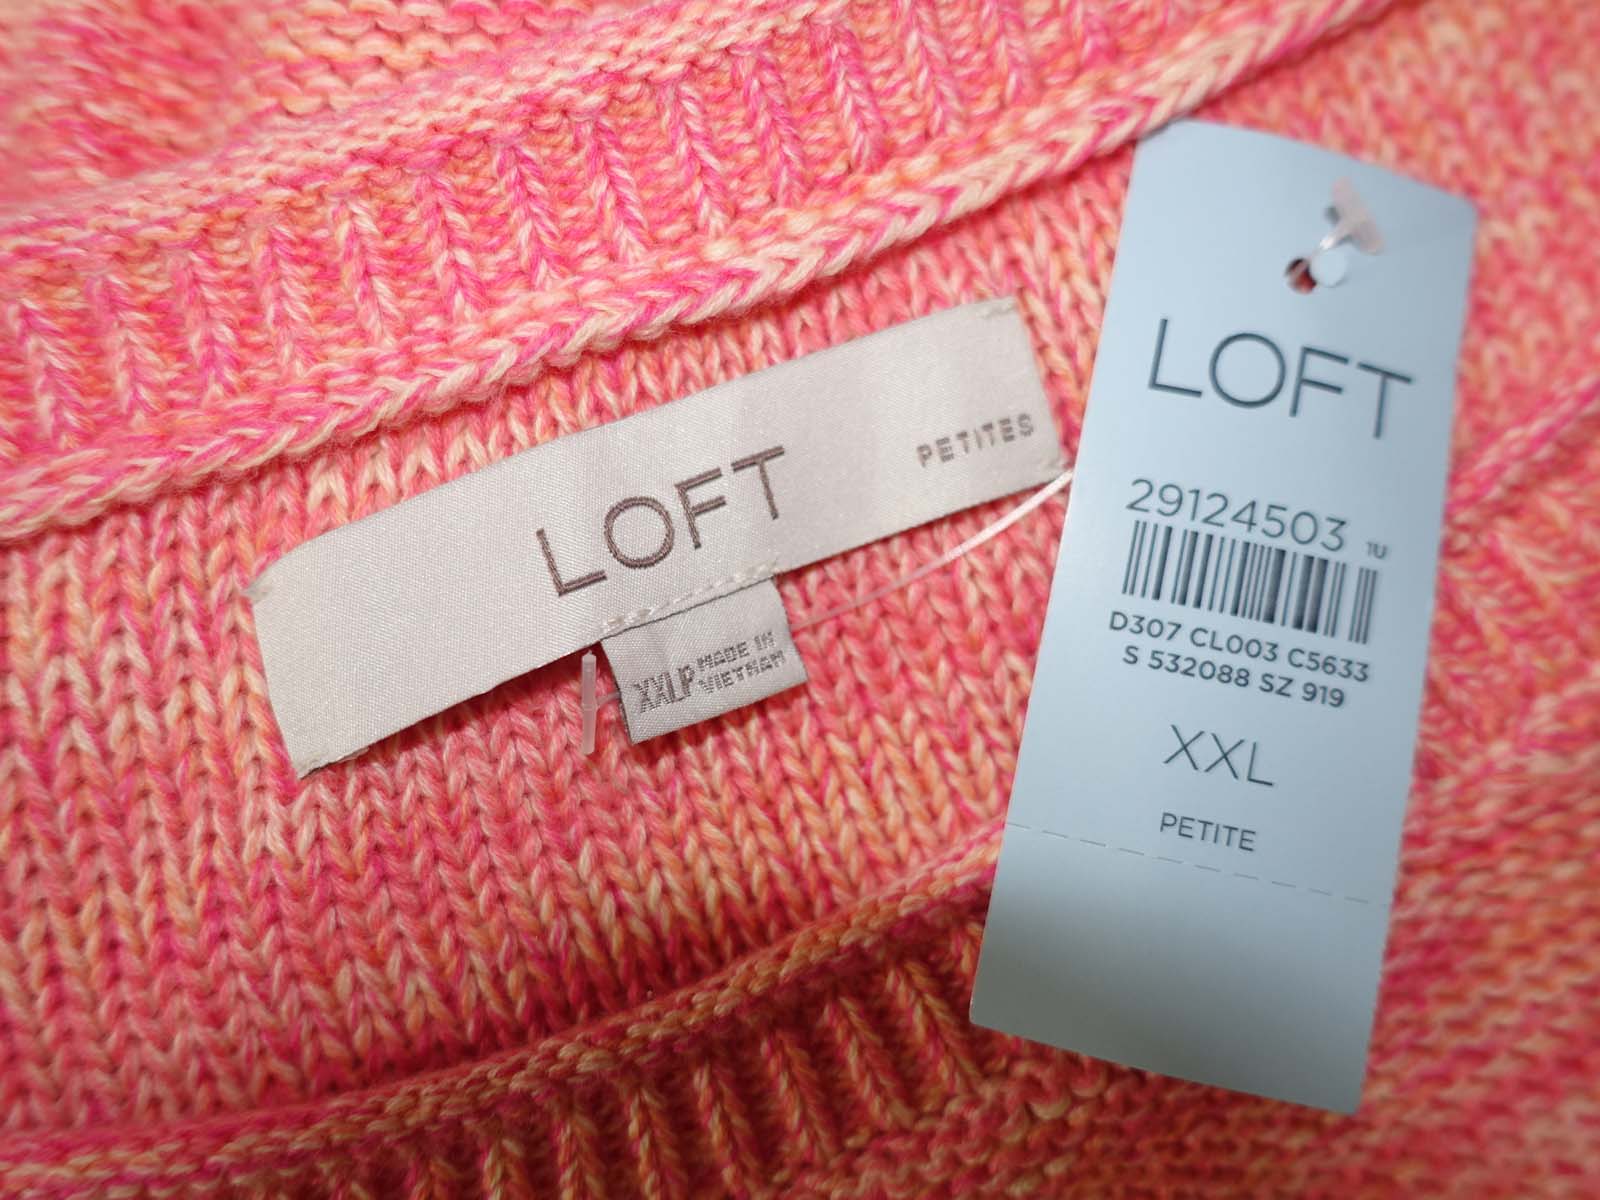 LOFT
PETITES
XXLP
MADE IN
VIETNAM
LOFT
29124503 1U
D307 CL003 C5633
S 532088 SZ 919
XXL
PETITE